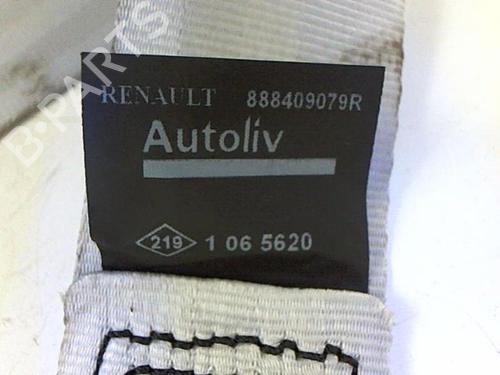 RENAULT 888409079R
Autoliv
219 1 06 5620
B-PARTS